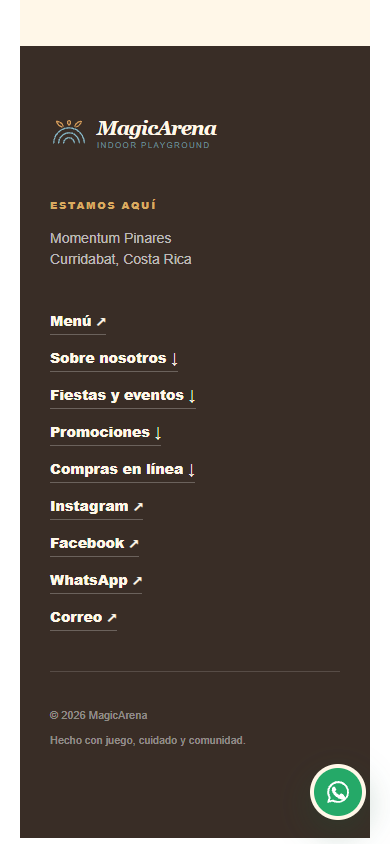 MagicArena
INDOOR PLAYGROUND
ESTAMOS AQUÍ
Momentum Pinares
Curridabat, Costa Rica
Menú ↗
Sobre nosotros ↓
Fiestas y eventos ↓
Promociones ↓
Compras en línea ↓
Instagram ↗
Facebook ↗
WhatsApp ↗
Correo ↗
© 2026 MagicArena
Hecho con juego, cuidado y comunidad.